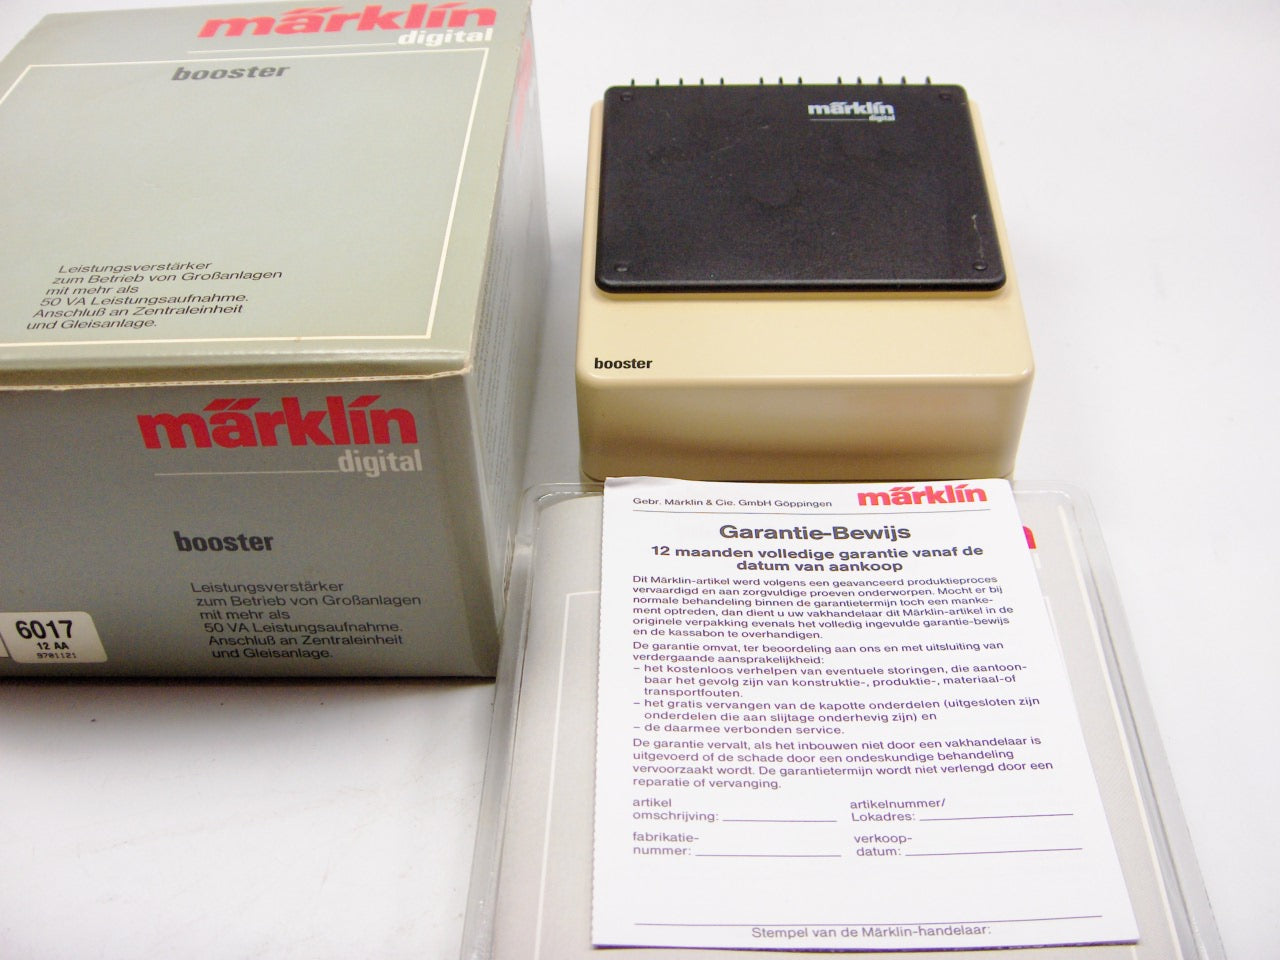 märklin
digital
booster
Leistungsverstärker
zum Betrieb von Großanlagen
mit mehr als
50 VA Leistungsaufnahme.
Anschluß an Zentraleinheit
und Gleisanlage.
märklin
digital
booster
Leistungsverstärker
zum Betrieb von Großanlagen
mit mehr als
50 VA Leistungsaufnahme.
Anschluß an Zentraleinheit
und Gleisanlage.
6017
12 AA
9701121
märklin
digital
booster
Gebr. Märklin & Cie. GmbH Göppingen märklin
Garantie-Bewijs
12 maanden volledige garantie vanaf de
datum van aankoop
Dit Märklin-artikel werd volgens een geavanceerd produktieproces
vervaardigd en aan zorgvuldige proeven onderworpen. Mocht er bij
normale behandeling binnen de garantietermijn toch een manke-
ment optreden, dan dient u uw vakhandelaar dit Märklin-artikel in de
originele verpakking evenals het volledig ingevulde garantie-bewijs
en de kassabon te overhandigen.
De garantie omvat, ter beoordeling aan ons en met uitsluiting van
verdergaande aansprakelijkheid:
– het kostenloos verhelpen van eventuele storingen, die aantoon-
baar het gevolg zijn van konstruktie-, produktie-, materiaal-of
transportfouten.
– het gratis vervangen van de kapotte onderdelen (uitgesloten zijn
onderdelen die aan slijtage onderhevig zijn) en
– de daarmee verbonden service.
De garantie vervalt, als het inbouwen niet door een vakhandelaar is
uitgevoerd of de schade door een ondeskundige behandeling
vervoorzaakt wordt. De garantietermijn wordt niet verlengd door een
reparatie of vervanging.
artikel artikelnummer/
omschrijving: Lokadres:
fabrikatie- verkoop-
nummer: datum:
Stempel van de Märklin-handelaar: